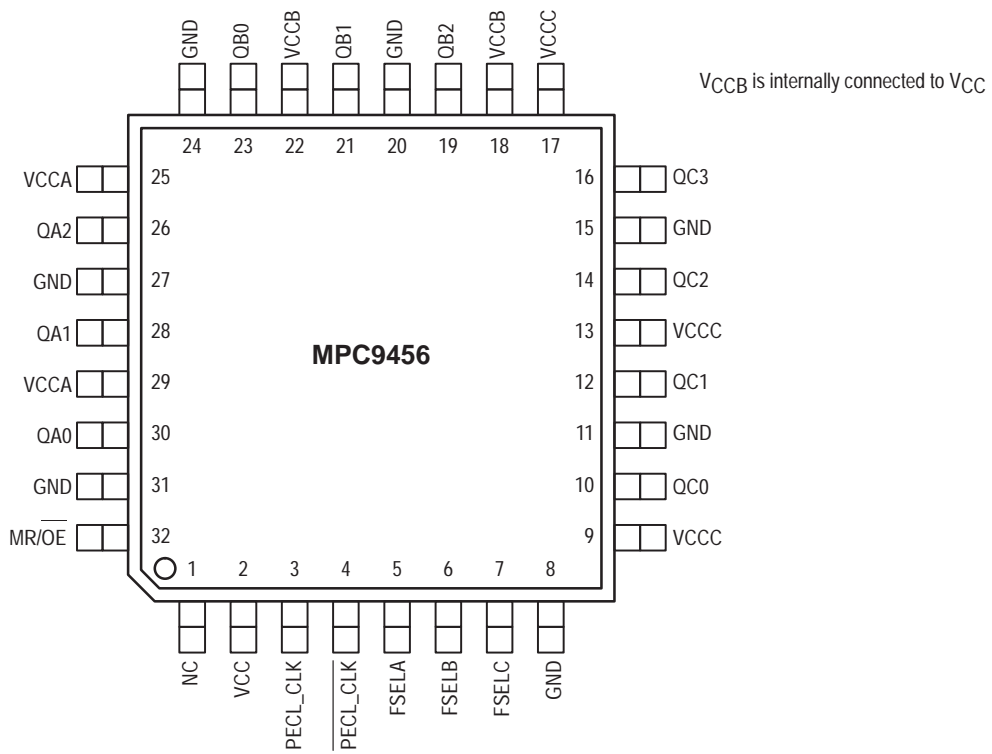 GND
QB0
VCCB
QB1
GND
QB2
VCCB
VCCC
VCCB is internally connected to VCC
24 23 22 21 20 19 18 17
VCCA 25
QA2 26
GND 27
QA1 28
VCCA 29
QA0 30
GND 31
MR/OE 32
MPC9456
16 QC3
15 GND
14 QC2
13 VCCC
12 QC1
11 GND
10 QC0
9 VCCC
1 2 3 4 5 6 7 8
NC
VCC
PECL_CLK
PECL_CLK
FSELA
FSELB
FSELC
GND